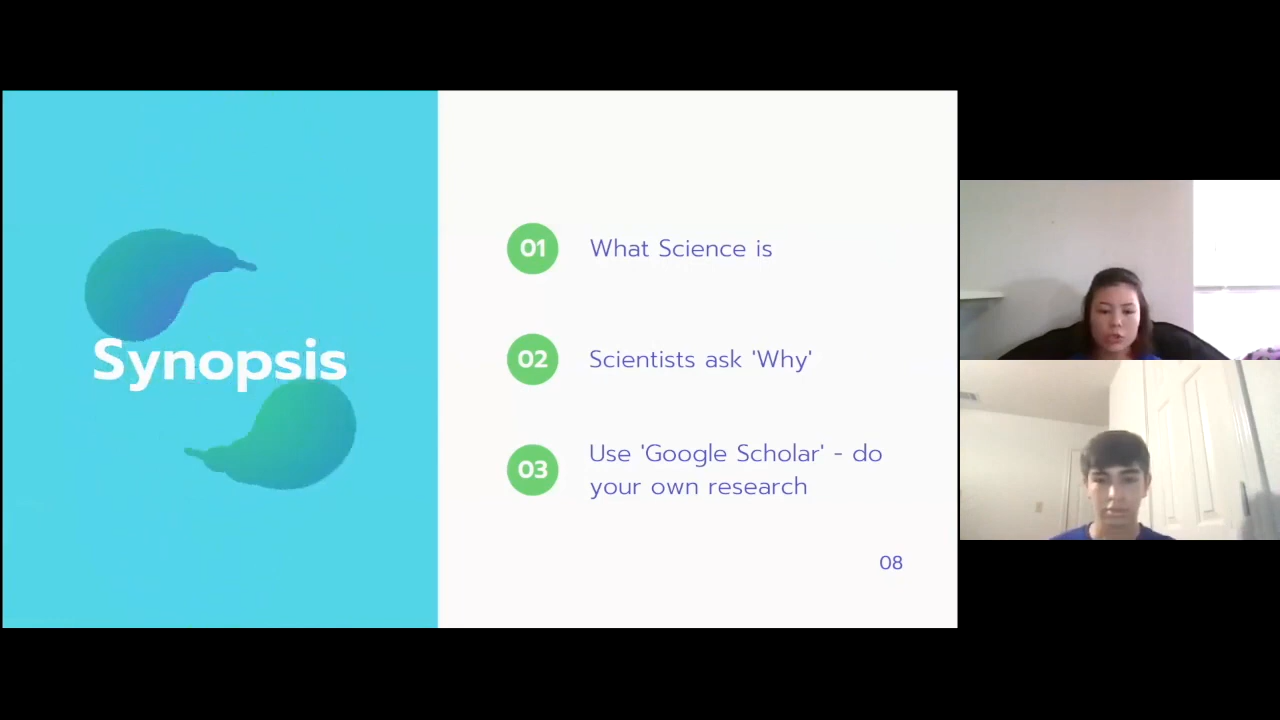 Synopsis
01
What Science is
02
Scientists ask 'Why'
03
Use 'Google Scholar' - do
your own research
08